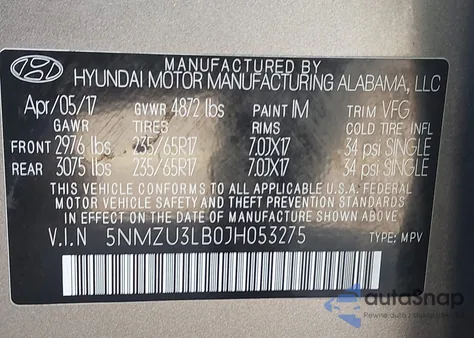 MANUFACTURED BY
HYUNDAI MOTOR MANUFACTURING ALABAMA, LLC
Apr/05/17 GVWR 4872 lbs PAINT IM TRIM VFG
GAWR TIRES RIMS COLD TIRE INFL
FRONT 2976 lbs 235/65R17 7.0JX17 34 psi SINGLE
REAR 3075 lbs 235/65R17 7.0JX17 34 psi SINGLE
THIS VEHICLE CONFORMS TO ALL APPLICABLE U.S.A. FEDERAL
MOTOR VEHICLE SAFETY AND THEFT PREVENTION STANDARDS
IN EFFECT ON THE DATE OF MANUFACTURE SHOWN ABOVE.
V.I.N 5NMZU3LB0JH053275 TYPE: MPV
autaSnap
Pewne auta z